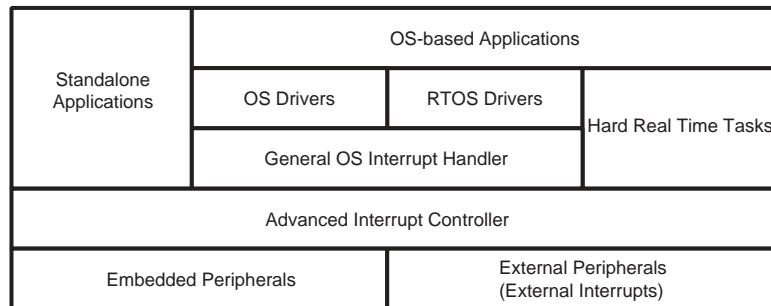 OS-based Applications
Standalone
Applications
OS Drivers
RTOS Drivers
Hard Real Time Tasks
General OS Interrupt Handler
Advanced Interrupt Controller
Embedded Peripherals
External Peripherals
(External Interrupts)